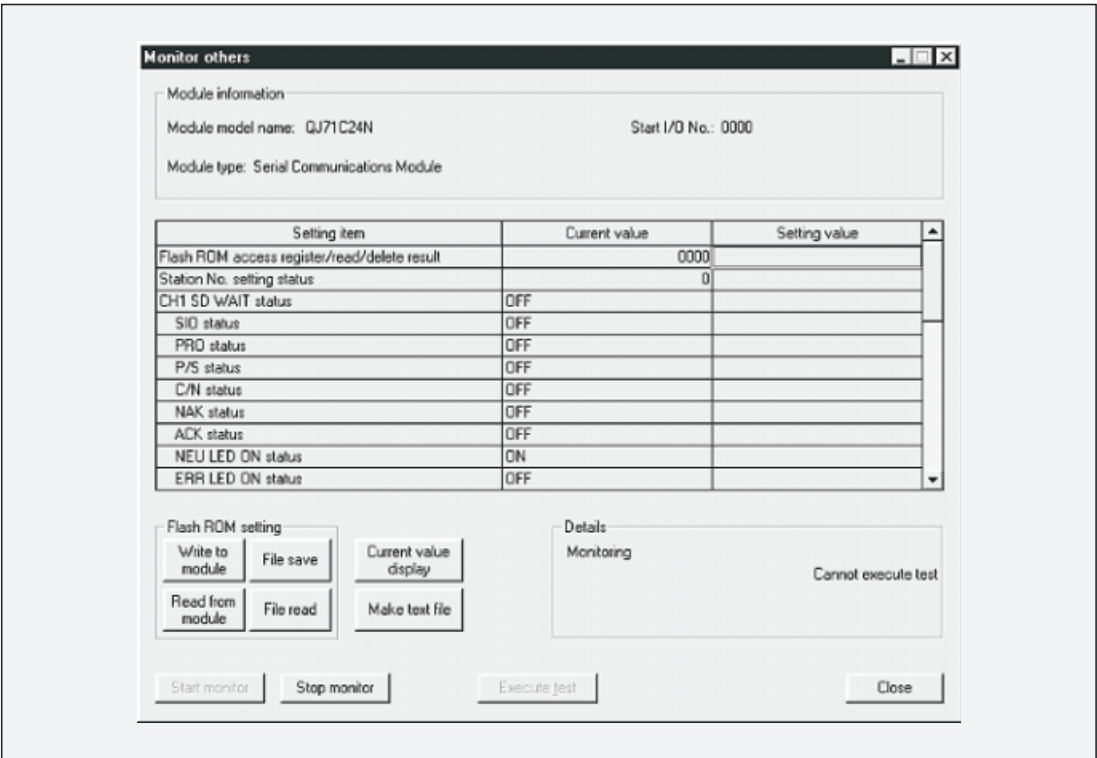 Monitor others
Module information
Module model name: QJ71C24N Start I/O No.: 0000
Module type: Serial Communications Module
Setting item Current value Setting value
Flash ROM access register/read/delete result 0000
Station No. setting status 0
CH1 SD WAIT status OFF
SIO status OFF
PRO status OFF
P/S status OFF
C/N status OFF
NAK status OFF
ACK status OFF
NEU LED ON status ON
ERR LED ON status OFF
Flash ROM setting
Write to
module
File save
Current value
display
Read from
module
File read
Make text file
Details
Monitoring
Cannot execute test
Start monitor Stop monitor Execute test Close